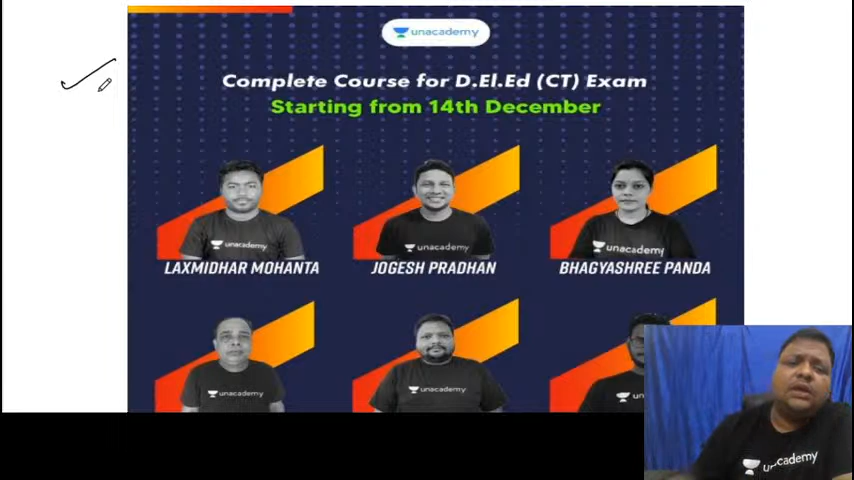 unacademy
Complete Course for D.El.Ed (CT) Exam
Starting from 14th December
unacademy
unacademy
unacademy
LAXMIDHAR MOHANTA
JOGESH PRADHAN
BHAGYASHREE PANDA
unacademy
unacademy
un
unacademy